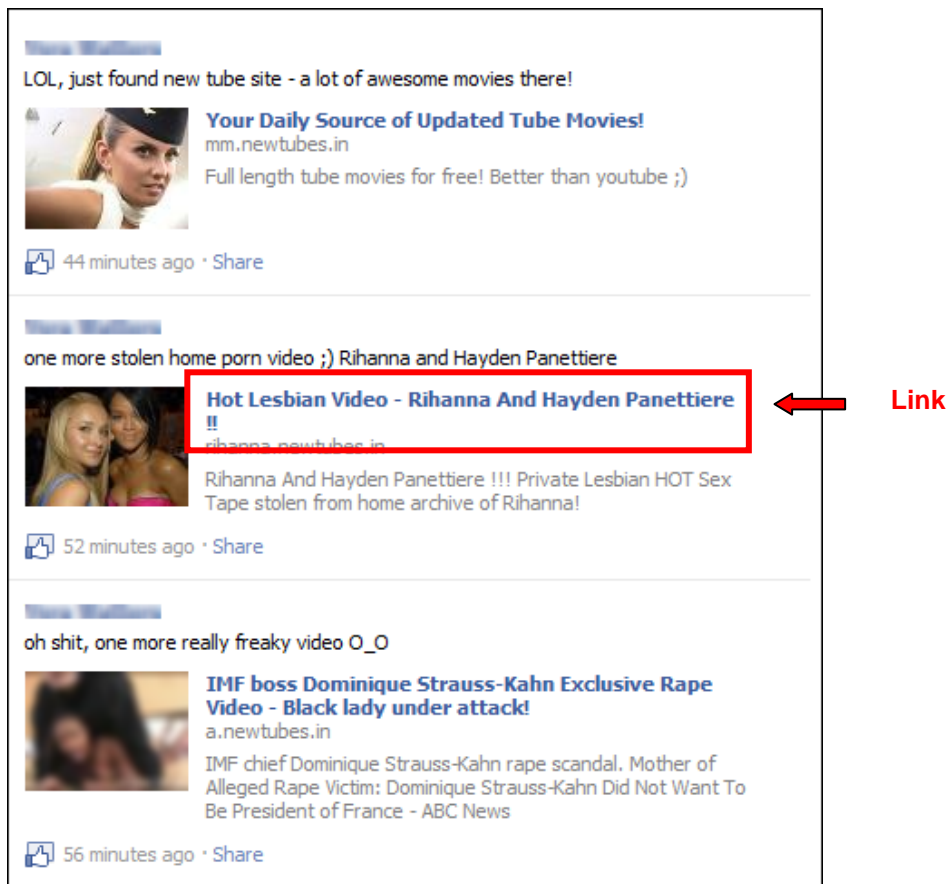 LOL, just found new tube site - a lot of awesome movies there!
Your Daily Source of Updated Tube Movies!
mm.newtubes.in
Full length tube movies for free! Better than youtube ;)
44 minutes ago · Share
one more stolen home porn video ;) Rihanna and Hayden Panettiere
Hot Lesbian Video - Rihanna And Hayden Panettiere
!!
rihanna.newtubes.in
Link
Rihanna And Hayden Panettiere !!! Private Lesbian HOT Sex
Tape stolen from home archive of Rihanna!
52 minutes ago · Share
oh shit, one more really freaky video O_O
IMF boss Dominique Strauss-Kahn Exclusive Rape
Video - Black lady under attack!
a.newtubes.in
IMF chief Dominique Strauss-Kahn rape scandal. Mother of
Alleged Rape Victim: Dominique Strauss-Kahn Did Not Want To
Be President of France - ABC News
56 minutes ago · Share